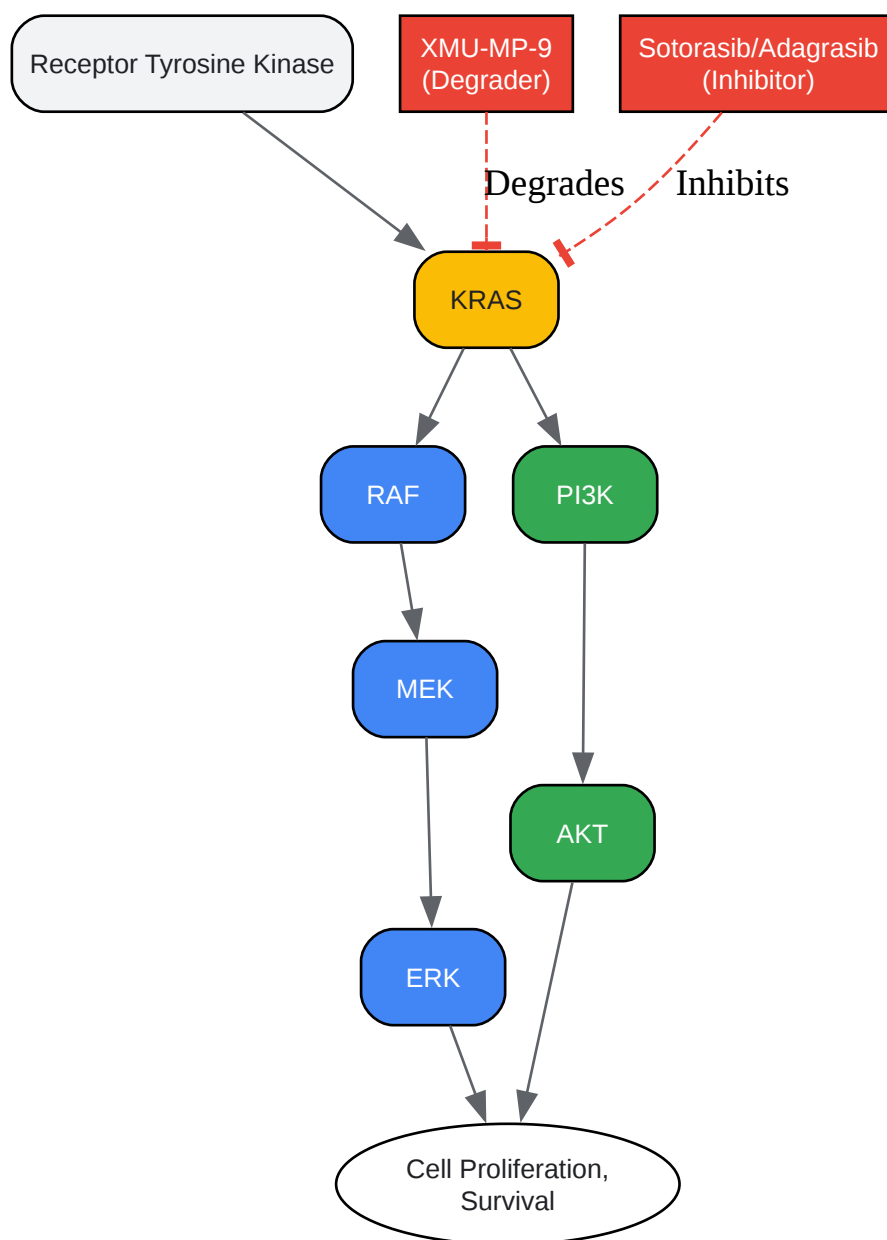 Receptor Tyrosine Kinase
XMU-MP-9
(Degrader)
Sotorasib/Adagrasib
(Inhibitor)
Degrades
Inhibits
KRAS
RAF
PI3K
MEK
AKT
ERK
Cell Proliferation,
Survival